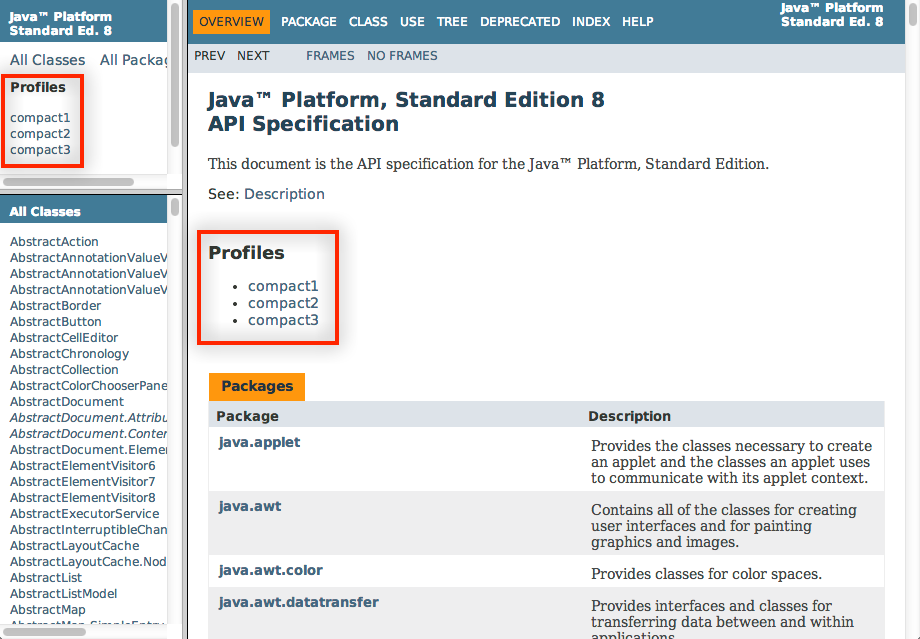 Java™ Platform
Standard Ed. 8
All Classes All Packag
Profiles
compact1
compact2
compact3
All Classes
AbstractAction
AbstractAnnotationValueV
AbstractAnnotationValueV
AbstractAnnotationValueV
AbstractBorder
AbstractButton
AbstractCellEditor
AbstractChronology
AbstractCollection
AbstractColorChooserPane
AbstractDocument
AbstractDocument.Attribu
AbstractDocument.Conten
AbstractDocument.Elemen
AbstractElementVisitor6
AbstractElementVisitor7
AbstractElementVisitor8
AbstractExecutorService
AbstractInterruptibleChan
AbstractLayoutCache
AbstractLayoutCache.Nod
AbstractList
AbstractListModel
AbstractMap
AbstractMap.SimpleEntry
OVERVIEW PACKAGE CLASS USE TREE DEPRECATED INDEX HELP
Java™ Platform
Standard Ed. 8
PREV NEXT FRAMES NO FRAMES
Java™ Platform, Standard Edition 8
API Specification
This document is the API specification for the Java™ Platform, Standard Edition.
See: Description
Profiles
• compact1
• compact2
• compact3
Packages
Package Description
java.applet
Provides the classes necessary to create
an applet and the classes an applet uses
to communicate with its applet context.
java.awt
Contains all of the classes for creating
user interfaces and for painting
graphics and images.
java.awt.color
Provides classes for color spaces.
java.awt.datatransfer
Provides interfaces and classes for
transferring data between and within
applications.